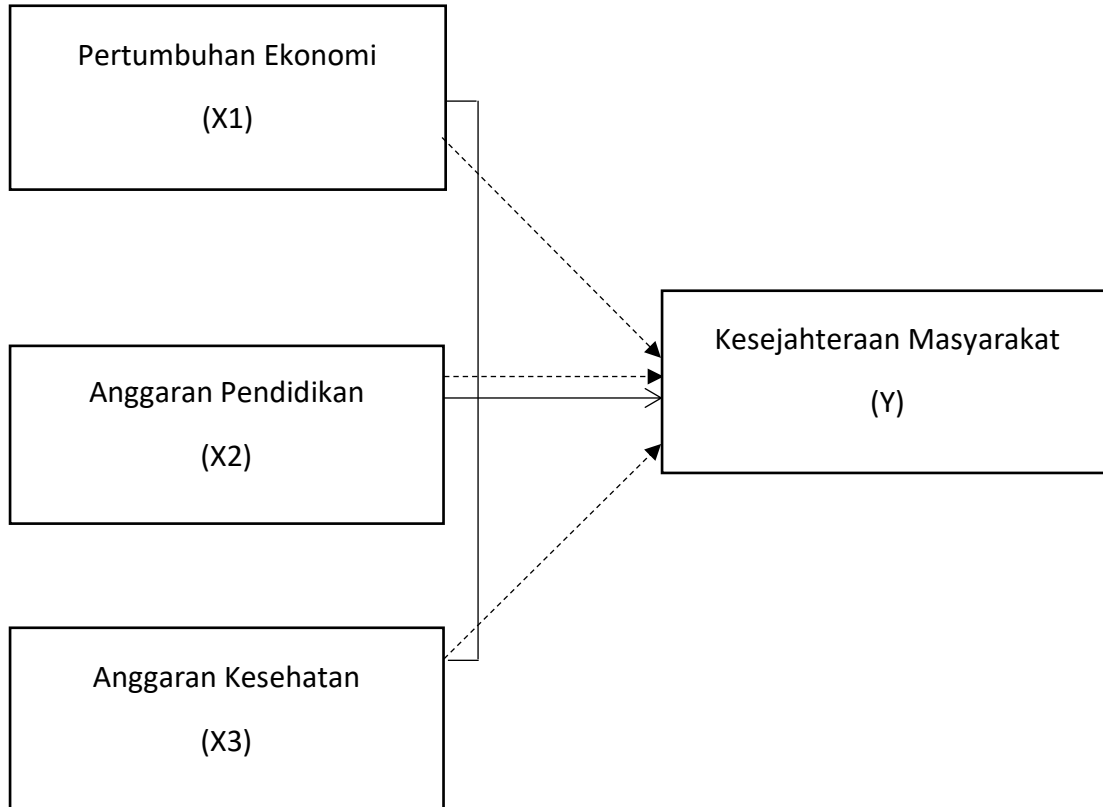 Pertumbuhan Ekonomi
(X1)
Anggaran Pendidikan
(X2)
Anggaran Kesehatan
(X3)
Kesejahteraan Masyarakat
(Y)